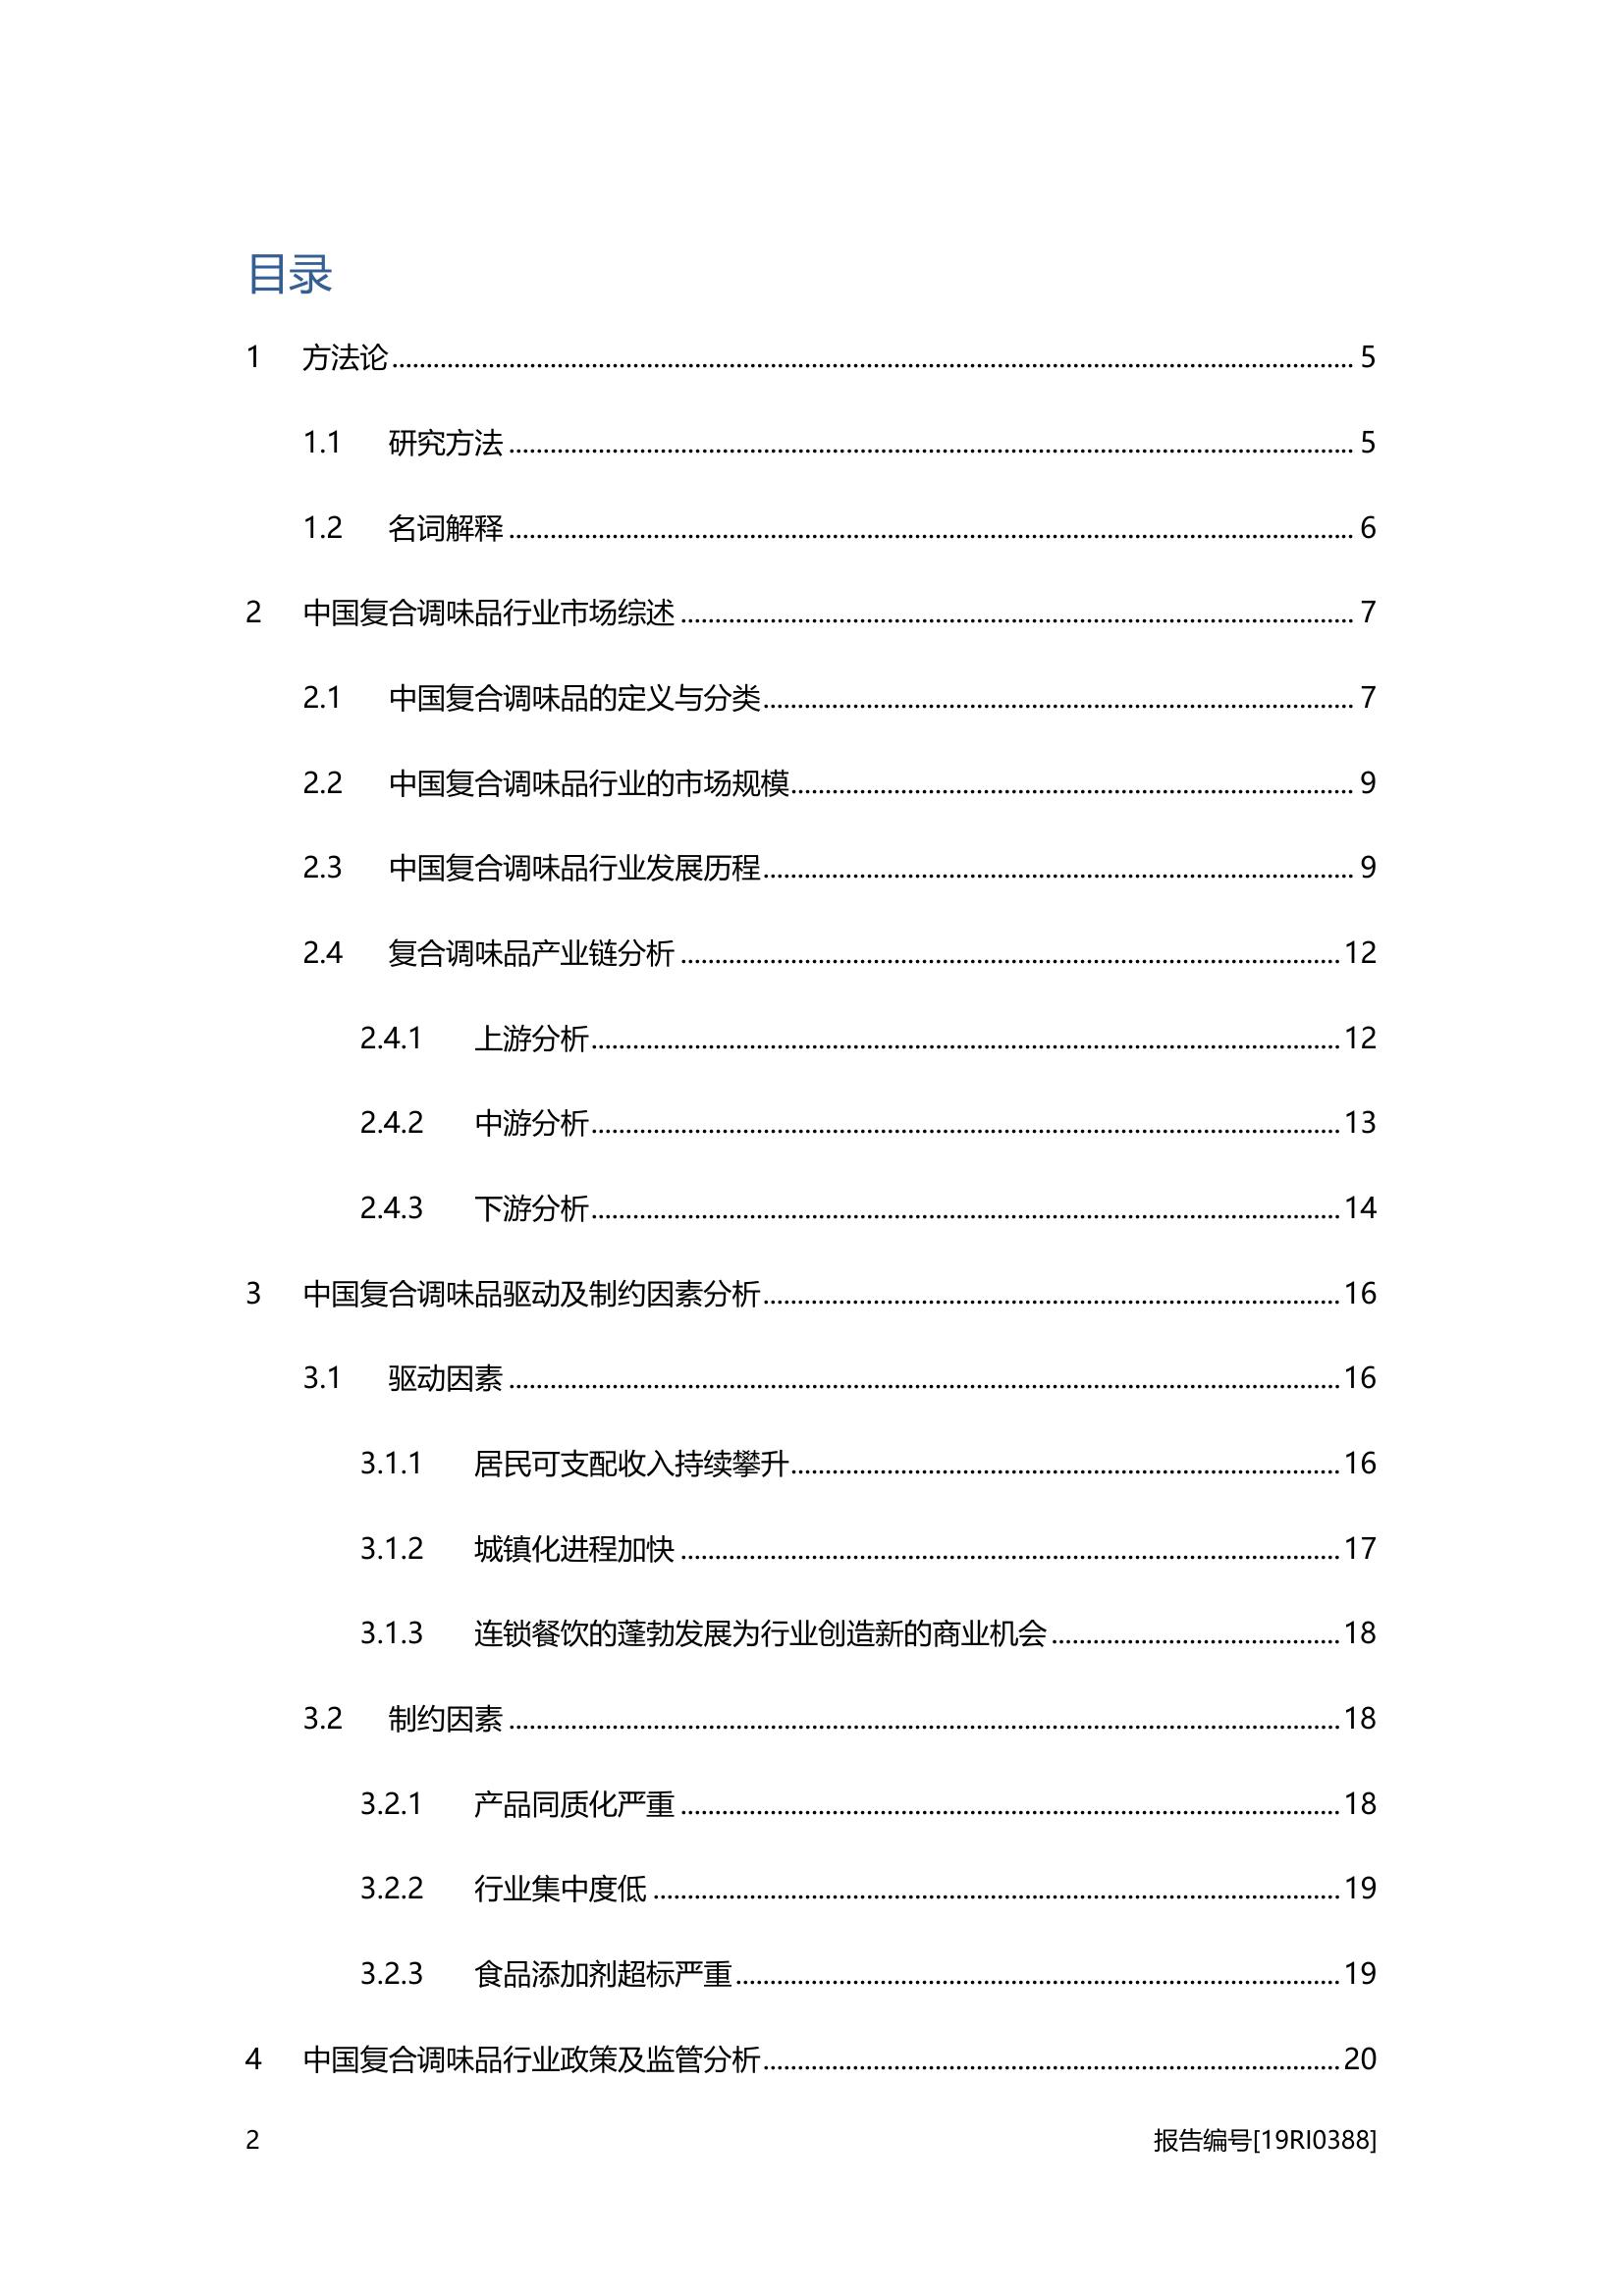 目录
1 方法论 5
1.1 研究方法 5
1.2 名词解释 6
2 中国复合调味品行业市场综述 7
2.1 中国复合调味品的定义与分类 7
2.2 中国复合调味品行业的市场规模 9
2.3 中国复合调味品行业发展历程 9
2.4 复合调味品产业链分析 12
2.4.1 上游分析 12
2.4.2 中游分析 13
2.4.3 下游分析 14
3 中国复合调味品驱动及制约因素分析 16
3.1 驱动因素 16
3.1.1 居民可支配收入持续攀升 16
3.1.2 城镇化进程加快 17
3.1.3 连锁餐饮的蓬勃发展为行业创造新的商业机会 18
3.2 制约因素 18
3.2.1 产品同质化严重 18
3.2.2 行业集中度低 19
3.2.3 食品添加剂超标严重 19
4 中国复合调味品行业政策及监管分析 20
2 报告编号[19RI0388]